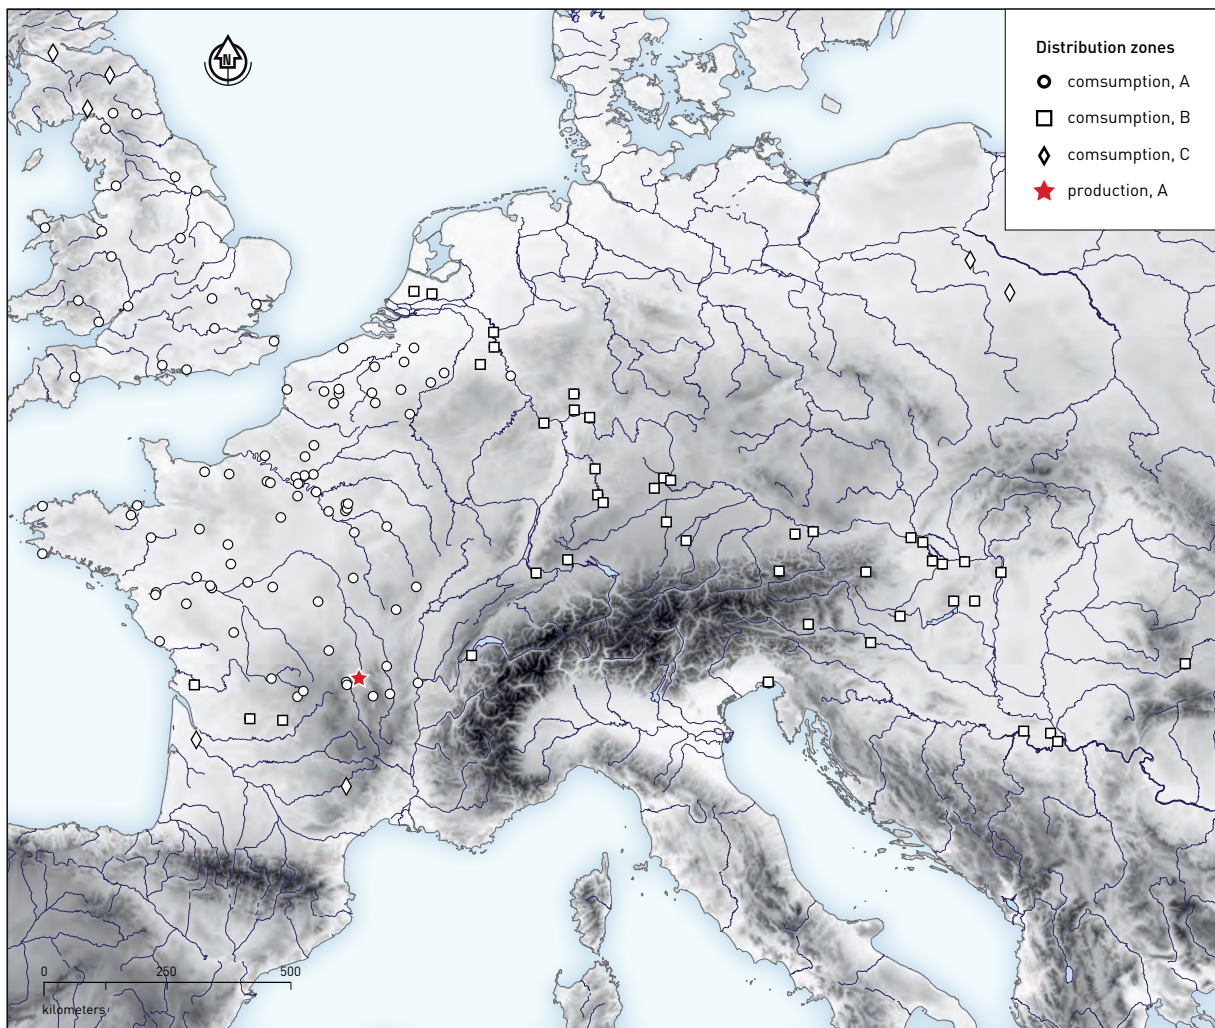 N
Distribution zones
comsumption, A
comsumption, B
comsumption, C
production, A
0 250 500
kilometers